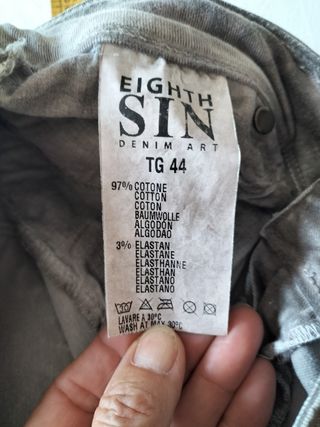 EIGHTH
SIN
DENIM ART
TG 44
97% COTONE
COTTON
COTON
BAUMWOLLE
ALGODÓN
ALGODAO
3% ELASTAN
ELASTANE
ELASTHANNE
ELASTHAN
ELASTANO
ELASTANO
LAVARE A 30°C
WASH AT MAX 30°C